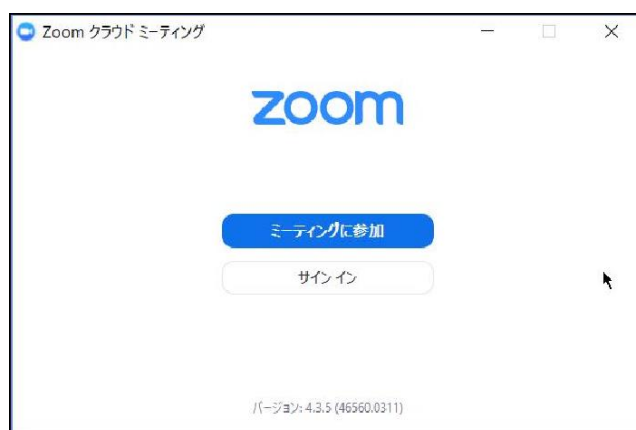 Zoom クラウド ミーティング
zoom
ミーティングに参加
サイン イン
バージョン: 4.3.5 (46560.0311)